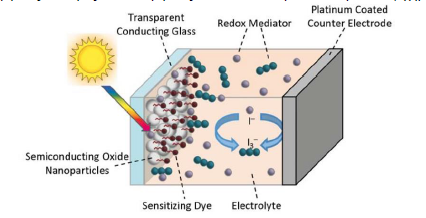 Transparent
Conducting Glass
Redox Mediator
Platinum Coated
Counter Electrode
I⁻
I₃⁻
Semiconducting Oxide
Nanoparticles
Sensitizing Dye
Electrolyte